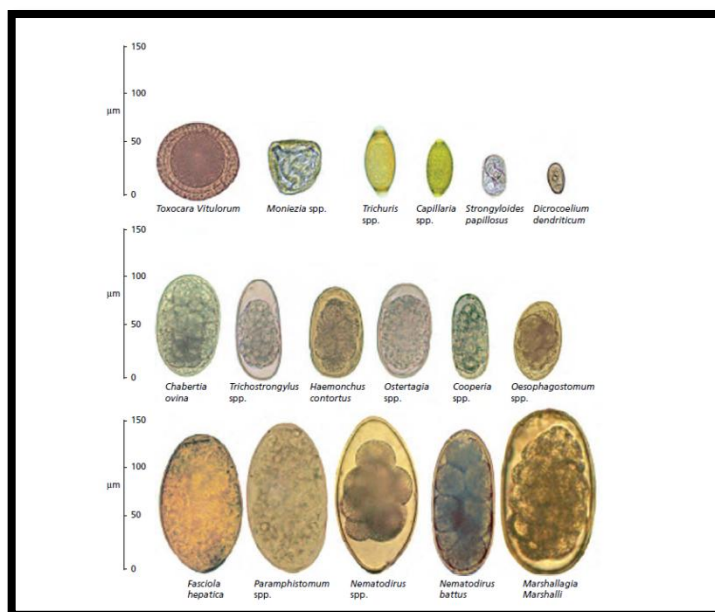 150
100
μm
50
0
Toxocara Vitulorum
Moniezia spp.
Trichuris
spp.
Capillaria
spp.
Strongyloides
papillosus
Dicrocoelium
dendriticum
150
100
μm
50
0
Chabertia
ovina
Trichostrongylus
spp.
Haemonchus
contortus
Ostertagia
spp.
Cooperia
spp.
Oesophagostomum
spp.
150
100
μm
50
0
Fasciola
hepatica
Paramphistomum
spp.
Nematodirus
spp.
Nematodirus
battus
Marshallagia
Marshalli